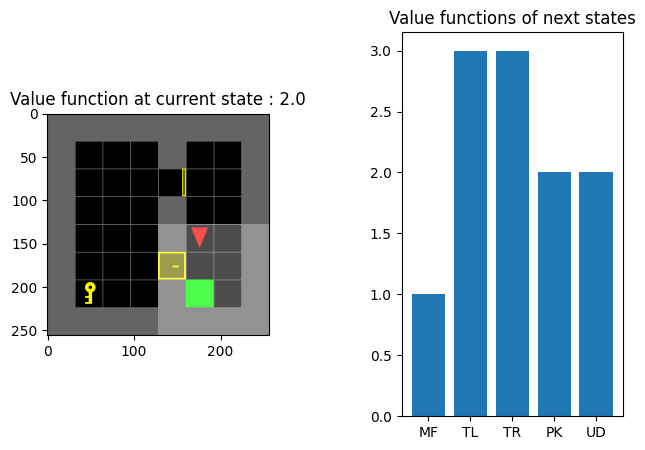 Value function at current state : 2.0
0
50
100
150
200
250
0
100
200
Value functions of next states
3.0
2.5
2.0
1.5
1.0
0.5
0.0
MF
TL
TR
PK
UD